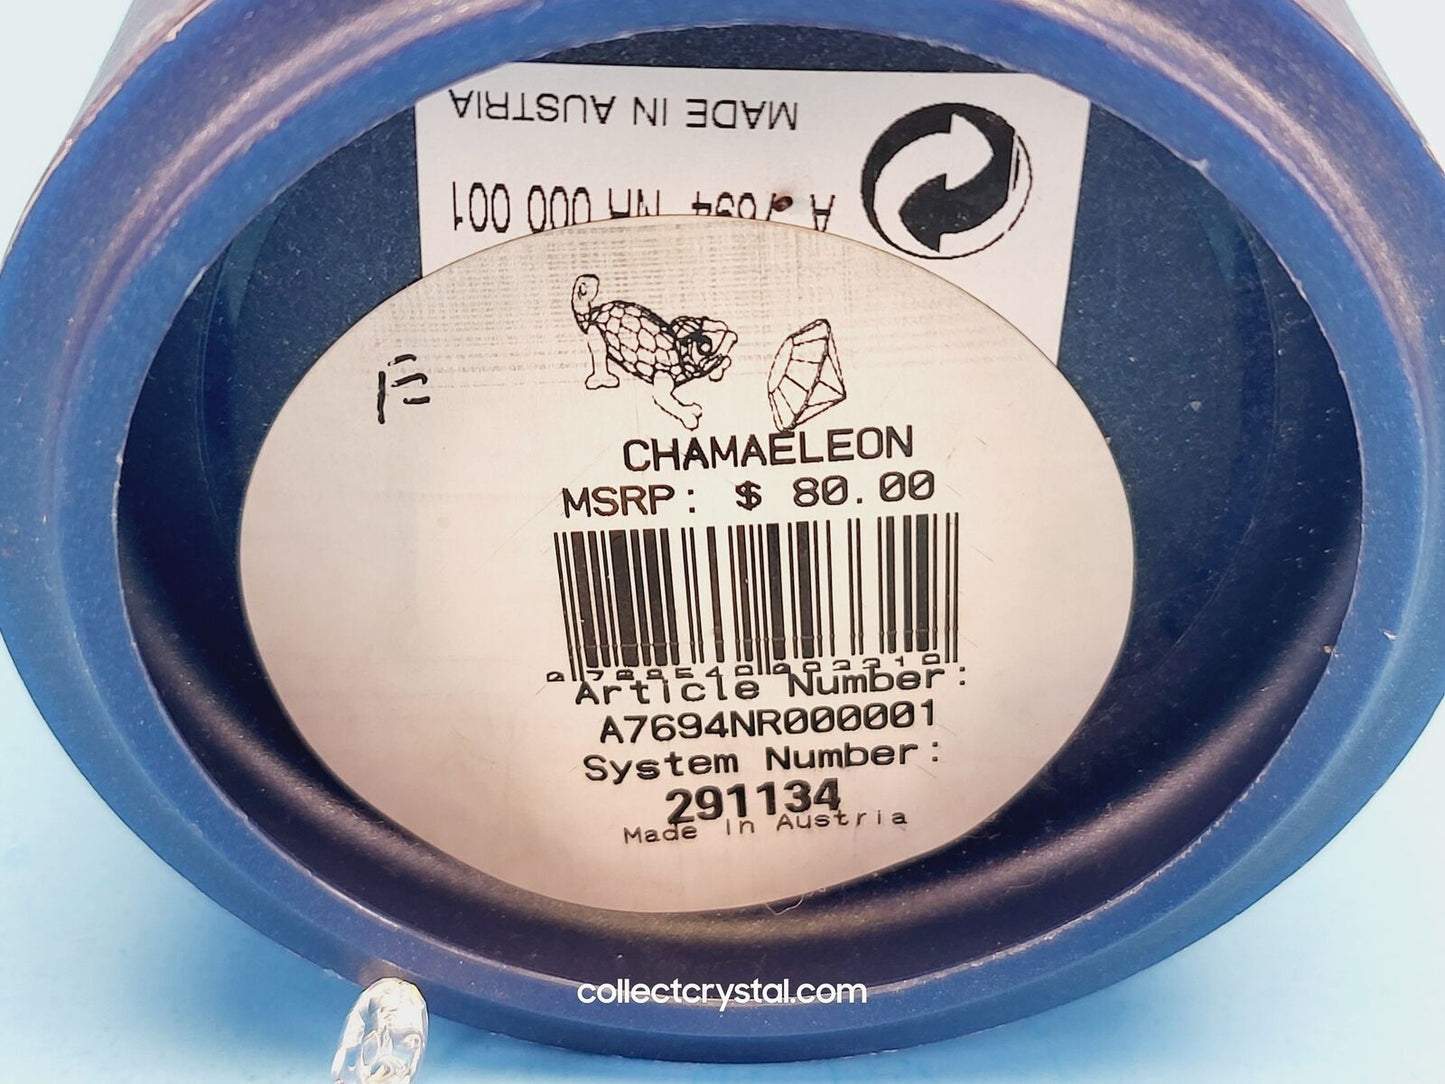 MADE IN AUSTRIA
A 7694 NR 000 001
CHAMAELEON
MSRP: $ 80.00
Article Number:
A7694NR000001
System Number:
291134
Made In Austria
collectcrystal.com